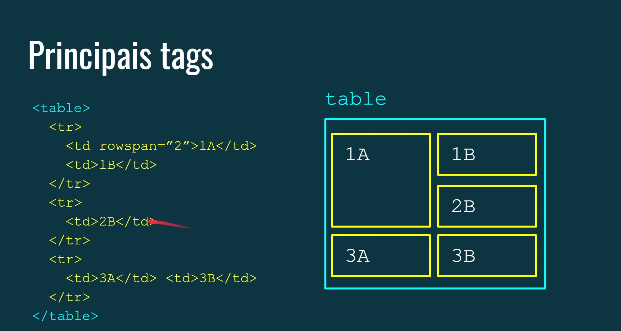 Principais tags
<table>
<tr>
<td rowspan=”2”>1A</td>
<td>1B</td>
</tr>
<tr>
<td>2B</td>
</tr>
<tr>
<td>3A</td> <td>3B</td>
</tr>
</table>
table
1A 1B
2B
3A 3B